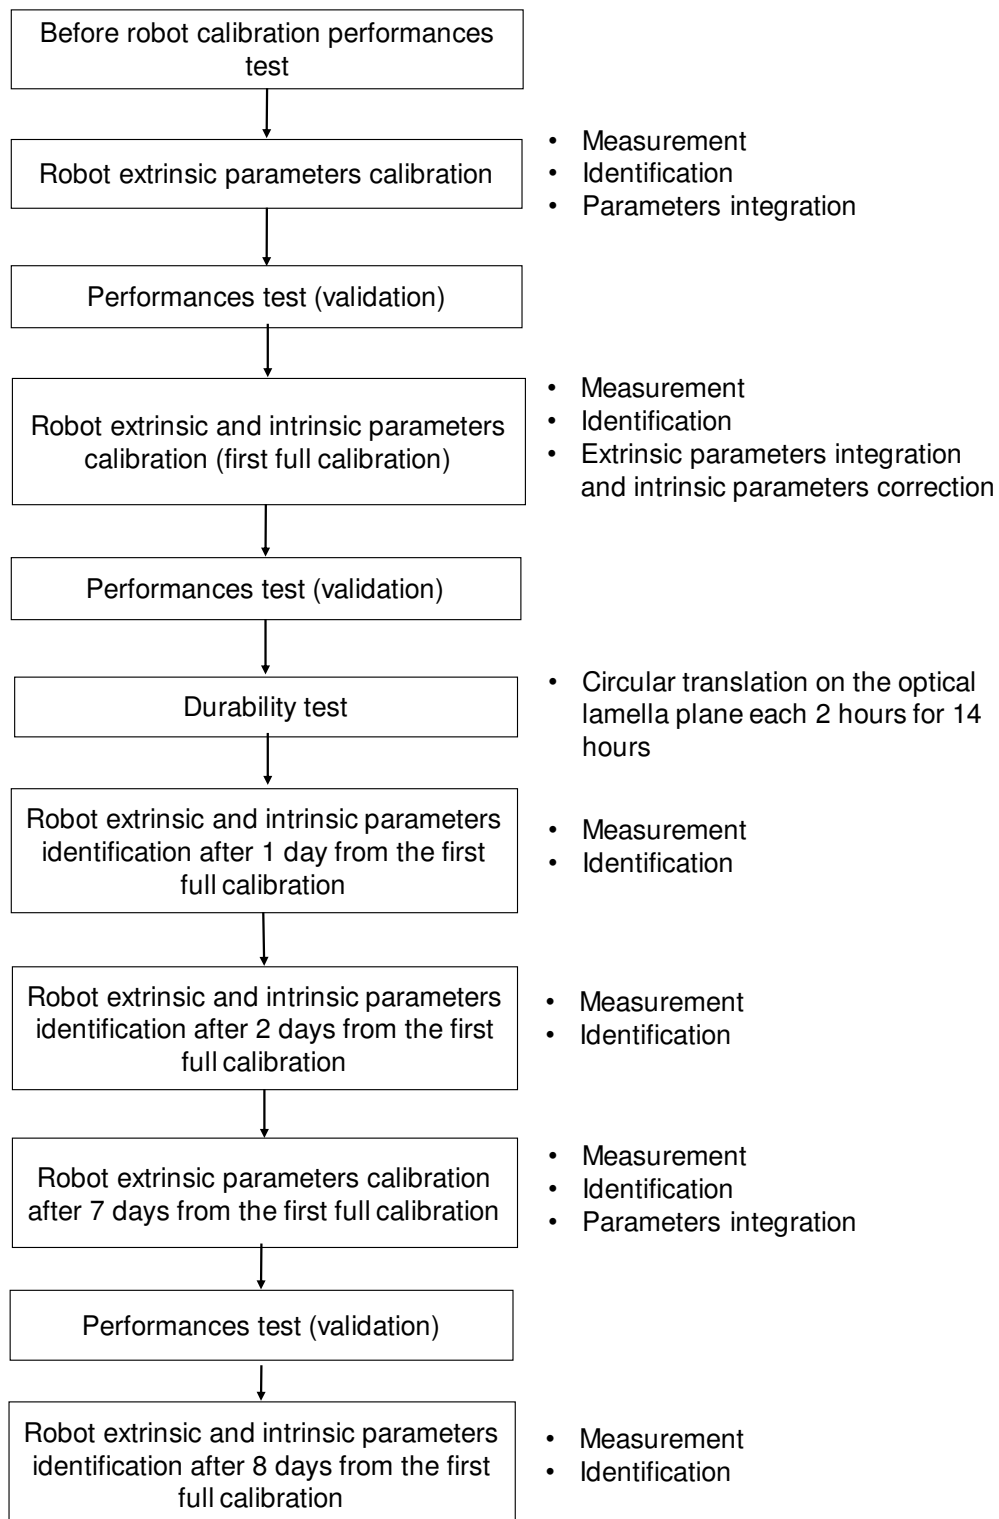 Before robot calibration performances
test
Robot extrinsic parameters calibration
• Measurement
• Identification
• Parameters integration
Performances test (validation)
Robot extrinsic and intrinsic parameters
calibration (first full calibration)
• Measurement
• Identification
• Extrinsic parameters integration
and intrinsic parameters correction
Performances test (validation)
Durability test
• Circular translation on the optical
lamella plane each 2 hours for 14
hours
Robot extrinsic and intrinsic parameters
identification after 1 day from the first
full calibration
• Measurement
• Identification
Robot extrinsic and intrinsic parameters
identification after 2 days from the first
full calibration
• Measurement
• Identification
Robot extrinsic parameters calibration
after 7 days from the first full calibration
• Measurement
• Identification
• Parameters integration
Performances test (validation)
Robot extrinsic and intrinsic parameters
identification after 8 days from the first
full calibration
• Measurement
• Identification